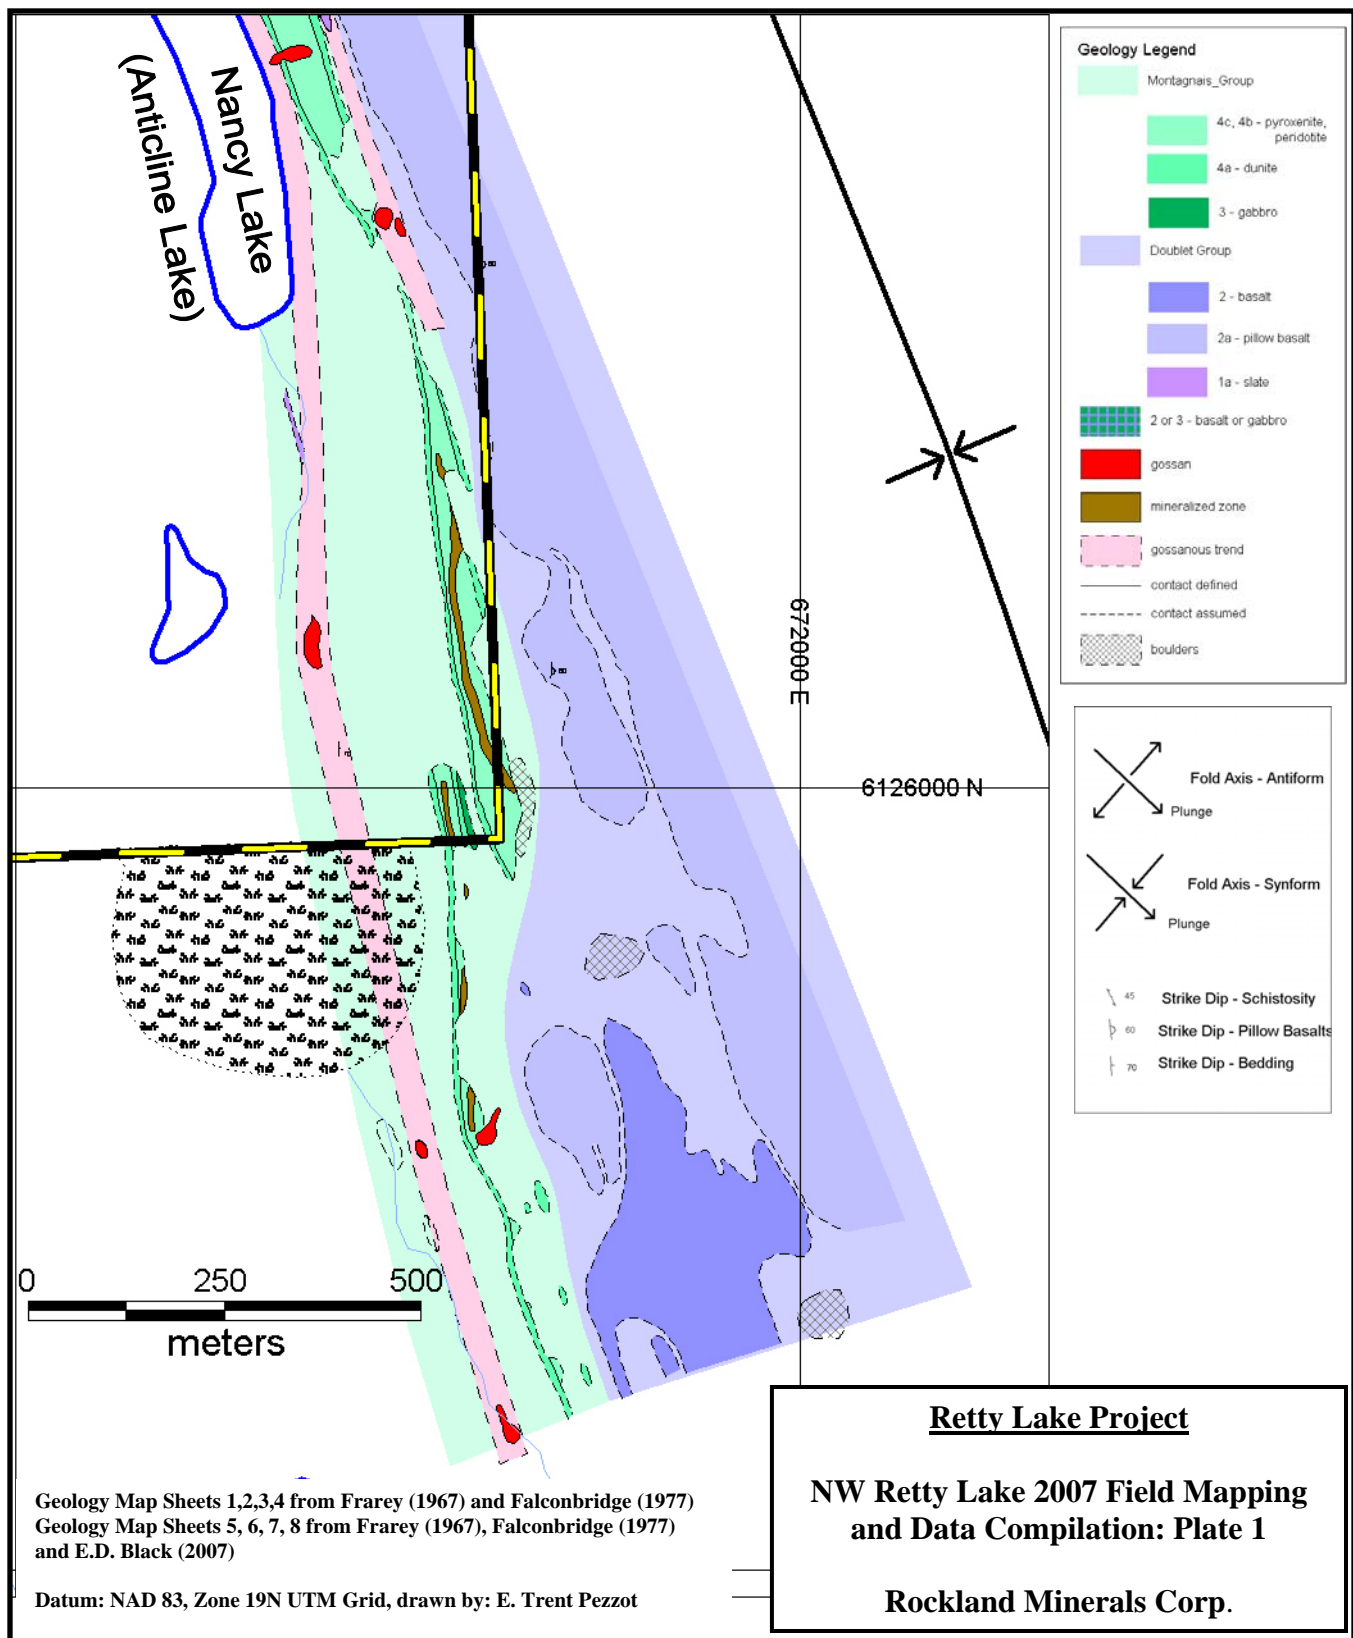 Nancy Lake
(Anticline Lake)
672000 E
6126000 N
0 250 500
meters
Geology Legend
Montagnais_Group
4c, 4b - pyroxenite,
peridotite
4a - dunite
3 - gabbro
Doublet Group
2 - basalt
2a - pillow basalt
1a - slate
2 or 3 - basalt or gabbro
gossan
mineralized zone
gossanous trend
contact defined
contact assumed
boulders
Fold Axis - Antiform
Plunge
Fold Axis - Synform
Plunge
45 Strike Dip - Schistosity
60 Strike Dip - Pillow Basalts
70 Strike Dip - Bedding
Geology Map Sheets 1,2,3,4 from Frarey (1967) and Falconbridge (1977)
Geology Map Sheets 5, 6, 7, 8 from Frarey (1967), Falconbridge (1977)
and E.D. Black (2007)
Datum: NAD 83, Zone 19N UTM Grid, drawn by: E. Trent Pezzot
Retty Lake Project
NW Retty Lake 2007 Field Mapping
and Data Compilation: Plate 1
Rockland Minerals Corp.